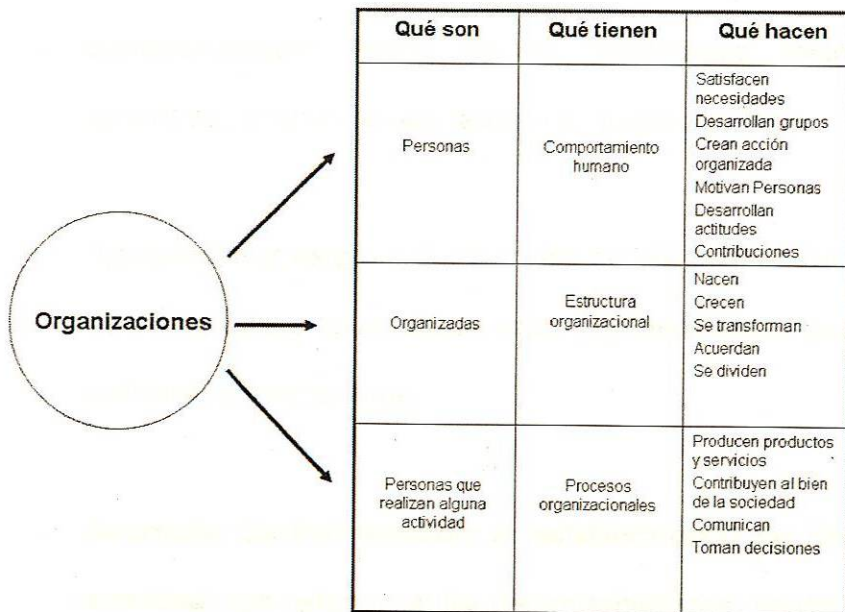 Qué son
Qué tienen
Qué hacen
Organizaciones
Personas
Comportamiento
humano
Satisfacen
necesidades
Desarrollan grupos
Crean acción
organizada
Motivan Personas
Desarrollan
actitudes
Contribuciones
Organizadas
Estructura
organizacional
Nacen
Crecen
Se transforman
Acuerdan
Se dividen
Personas que
realizan alguna
actividad
Procesos
organizacionales
Producen productos
y servicios
Contribuyen al bien
de la sociedad
Comunican
Toman decisiones